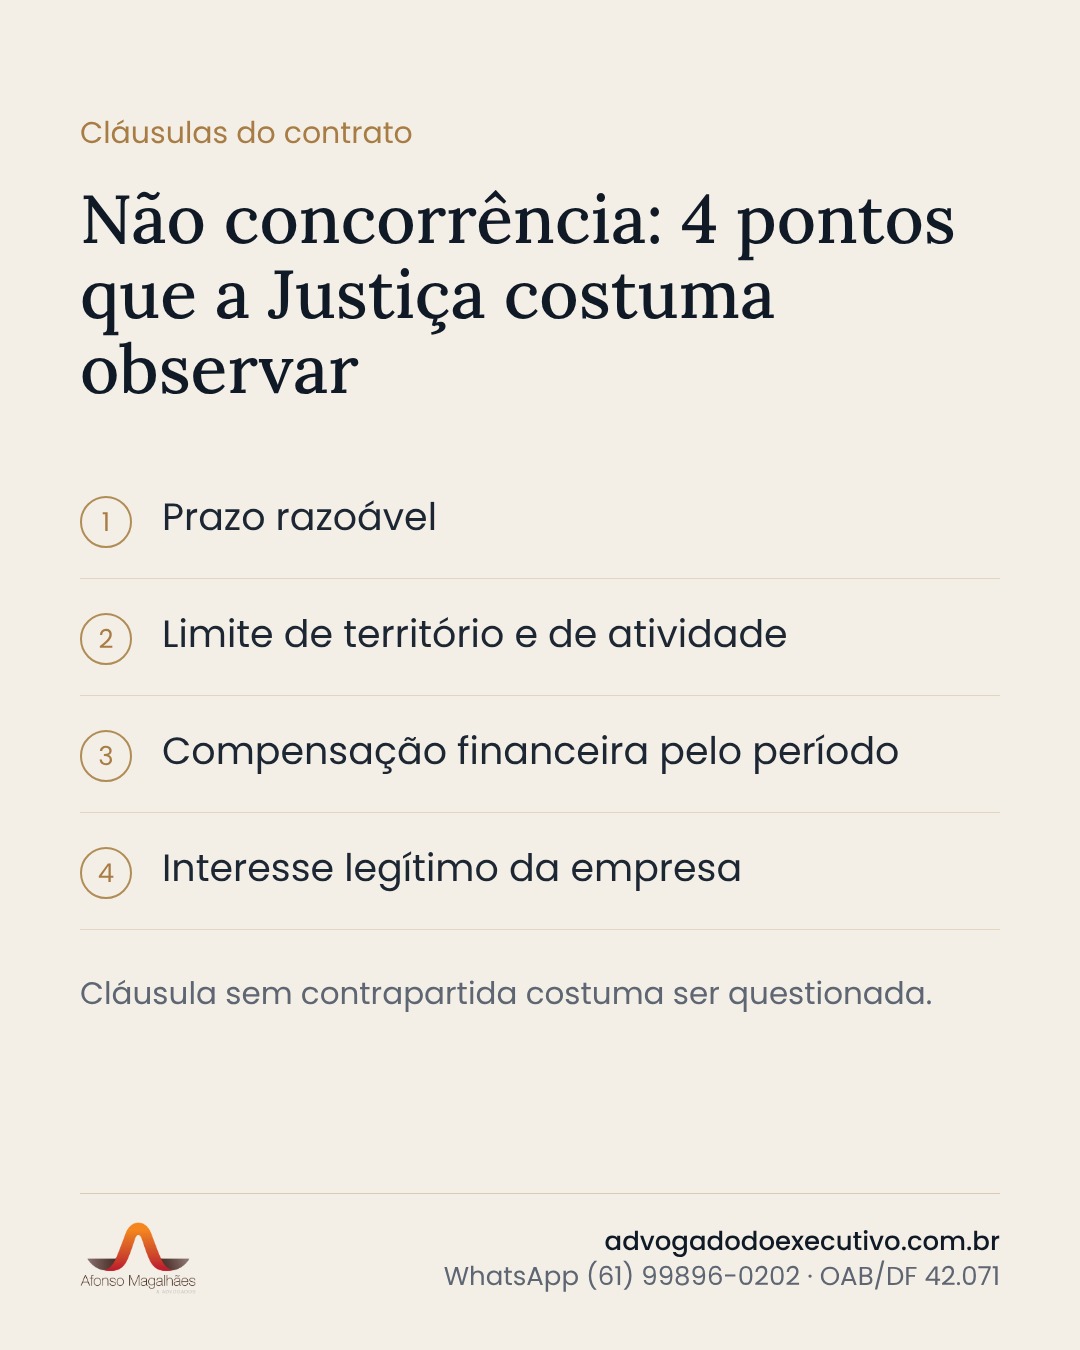 Cláusulas do contrato
Não concorrência: 4 pontos
que a Justiça costuma
observar
1 Prazo razoável
2 Limite de território e de atividade
3 Compensação financeira pelo período
4 Interesse legítimo da empresa
Cláusula sem contrapartida costuma ser questionada.
Afonso Magalhães
advogadodoexecutivo.com.br
WhatsApp (61) 99896-0202 · OAB/DF 42.071